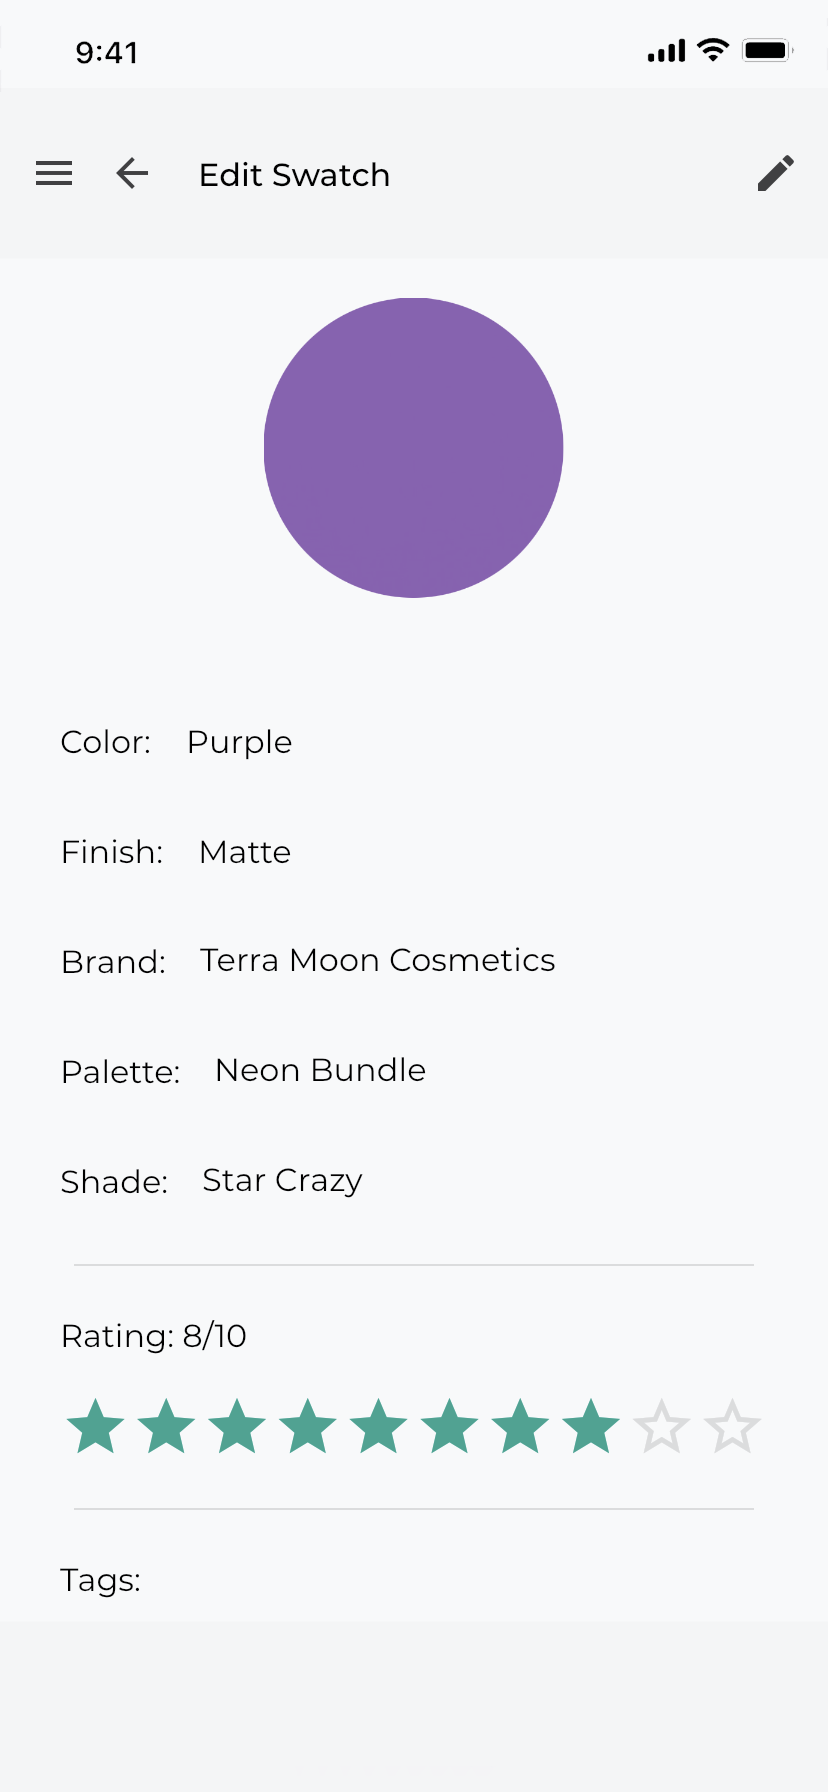 9:41
Edit Swatch
Color: Purple
Finish: Matte
Brand: Terra Moon Cosmetics
Palette: Neon Bundle
Shade: Star Crazy
Rating: 8/10
Tags: